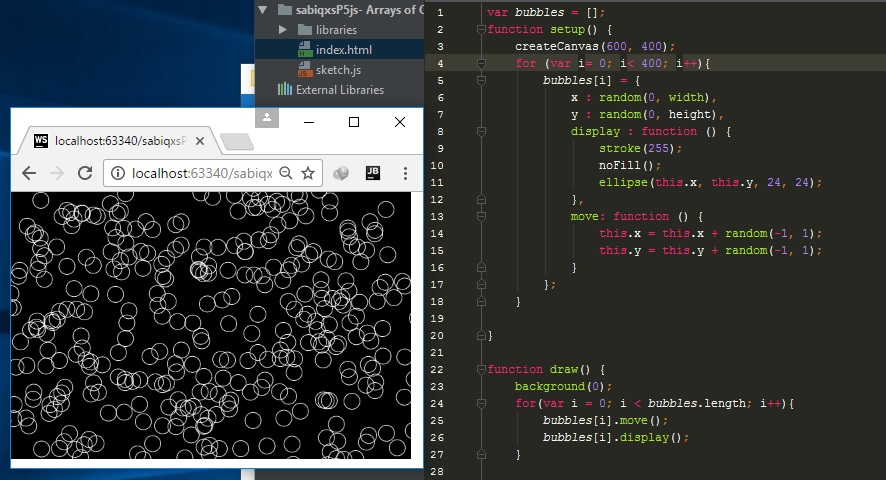 sabiqxsP5js- Arrays of O
libraries
index.html
sketch.js
External Libraries
WS localhost:63340/sabiqxsP
localhost:63340/sabiqx
JB
1 var bubbles = [];
2 function setup() {
3 createCanvas(600, 400);
4 for (var i= 0; i< 400; i++){
5 bubbles[i] = {
6 x : random(0, width),
7 y : random(0, height),
8 display : function () {
9 stroke(255);
10 noFill();
11 ellipse(this.x, this.y, 24, 24);
12 },
13 move: function () {
14 this.x = this.x + random(-1, 1);
15 this.y = this.y + random(-1, 1);
16 }
17 };
18 }
19
20 }
21
22 function draw() {
23 background(0);
24 for(var i = 0; i < bubbles.length; i++){
25 bubbles[i].move();
26 bubbles[i].display();
27 }
28